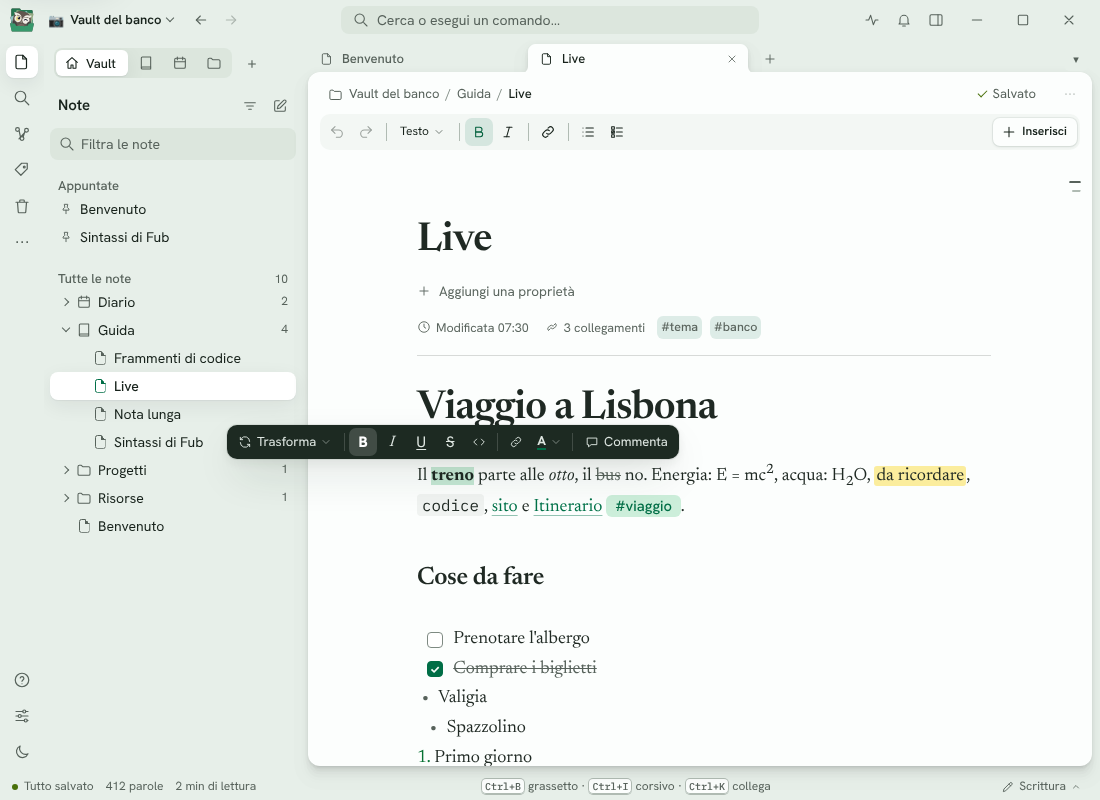 Vault del banco
Cerca o esegui un comando...
Vault
Benvenuto
Live
Note
Filtra le note
Appuntate
Benvenuto
Sintassi di Fub
Tutte le note 10
Diario 2
Guida 4
Frammenti di codice
Live
Nota lunga
Sintassi di Fub
Progetti 1
Risorse 1
Benvenuto
Vault del banco / Guida / Live
Salvato
Testo B I
Inserisci
Live
Aggiungi una proprietà
Modificata 07:30 3 collegamenti #tema #banco
Viaggio a Lisbona
Trasforma B I U S <> A Commenta
Il treno parte alle otto, il bus no. Energia: E = mc², acqua: H₂O, da ricordare,
codice, sito e Itinerario #viaggio.
Cose da fare
Prenotare l'albergo
Comprare i biglietti
• Valigia
• Spazzolino
1. Primo giorno
Tutto salvato 412 parole 2 min di lettura
Ctrl+B grassetto · Ctrl+I corsivo · Ctrl+K collega
Scrittura